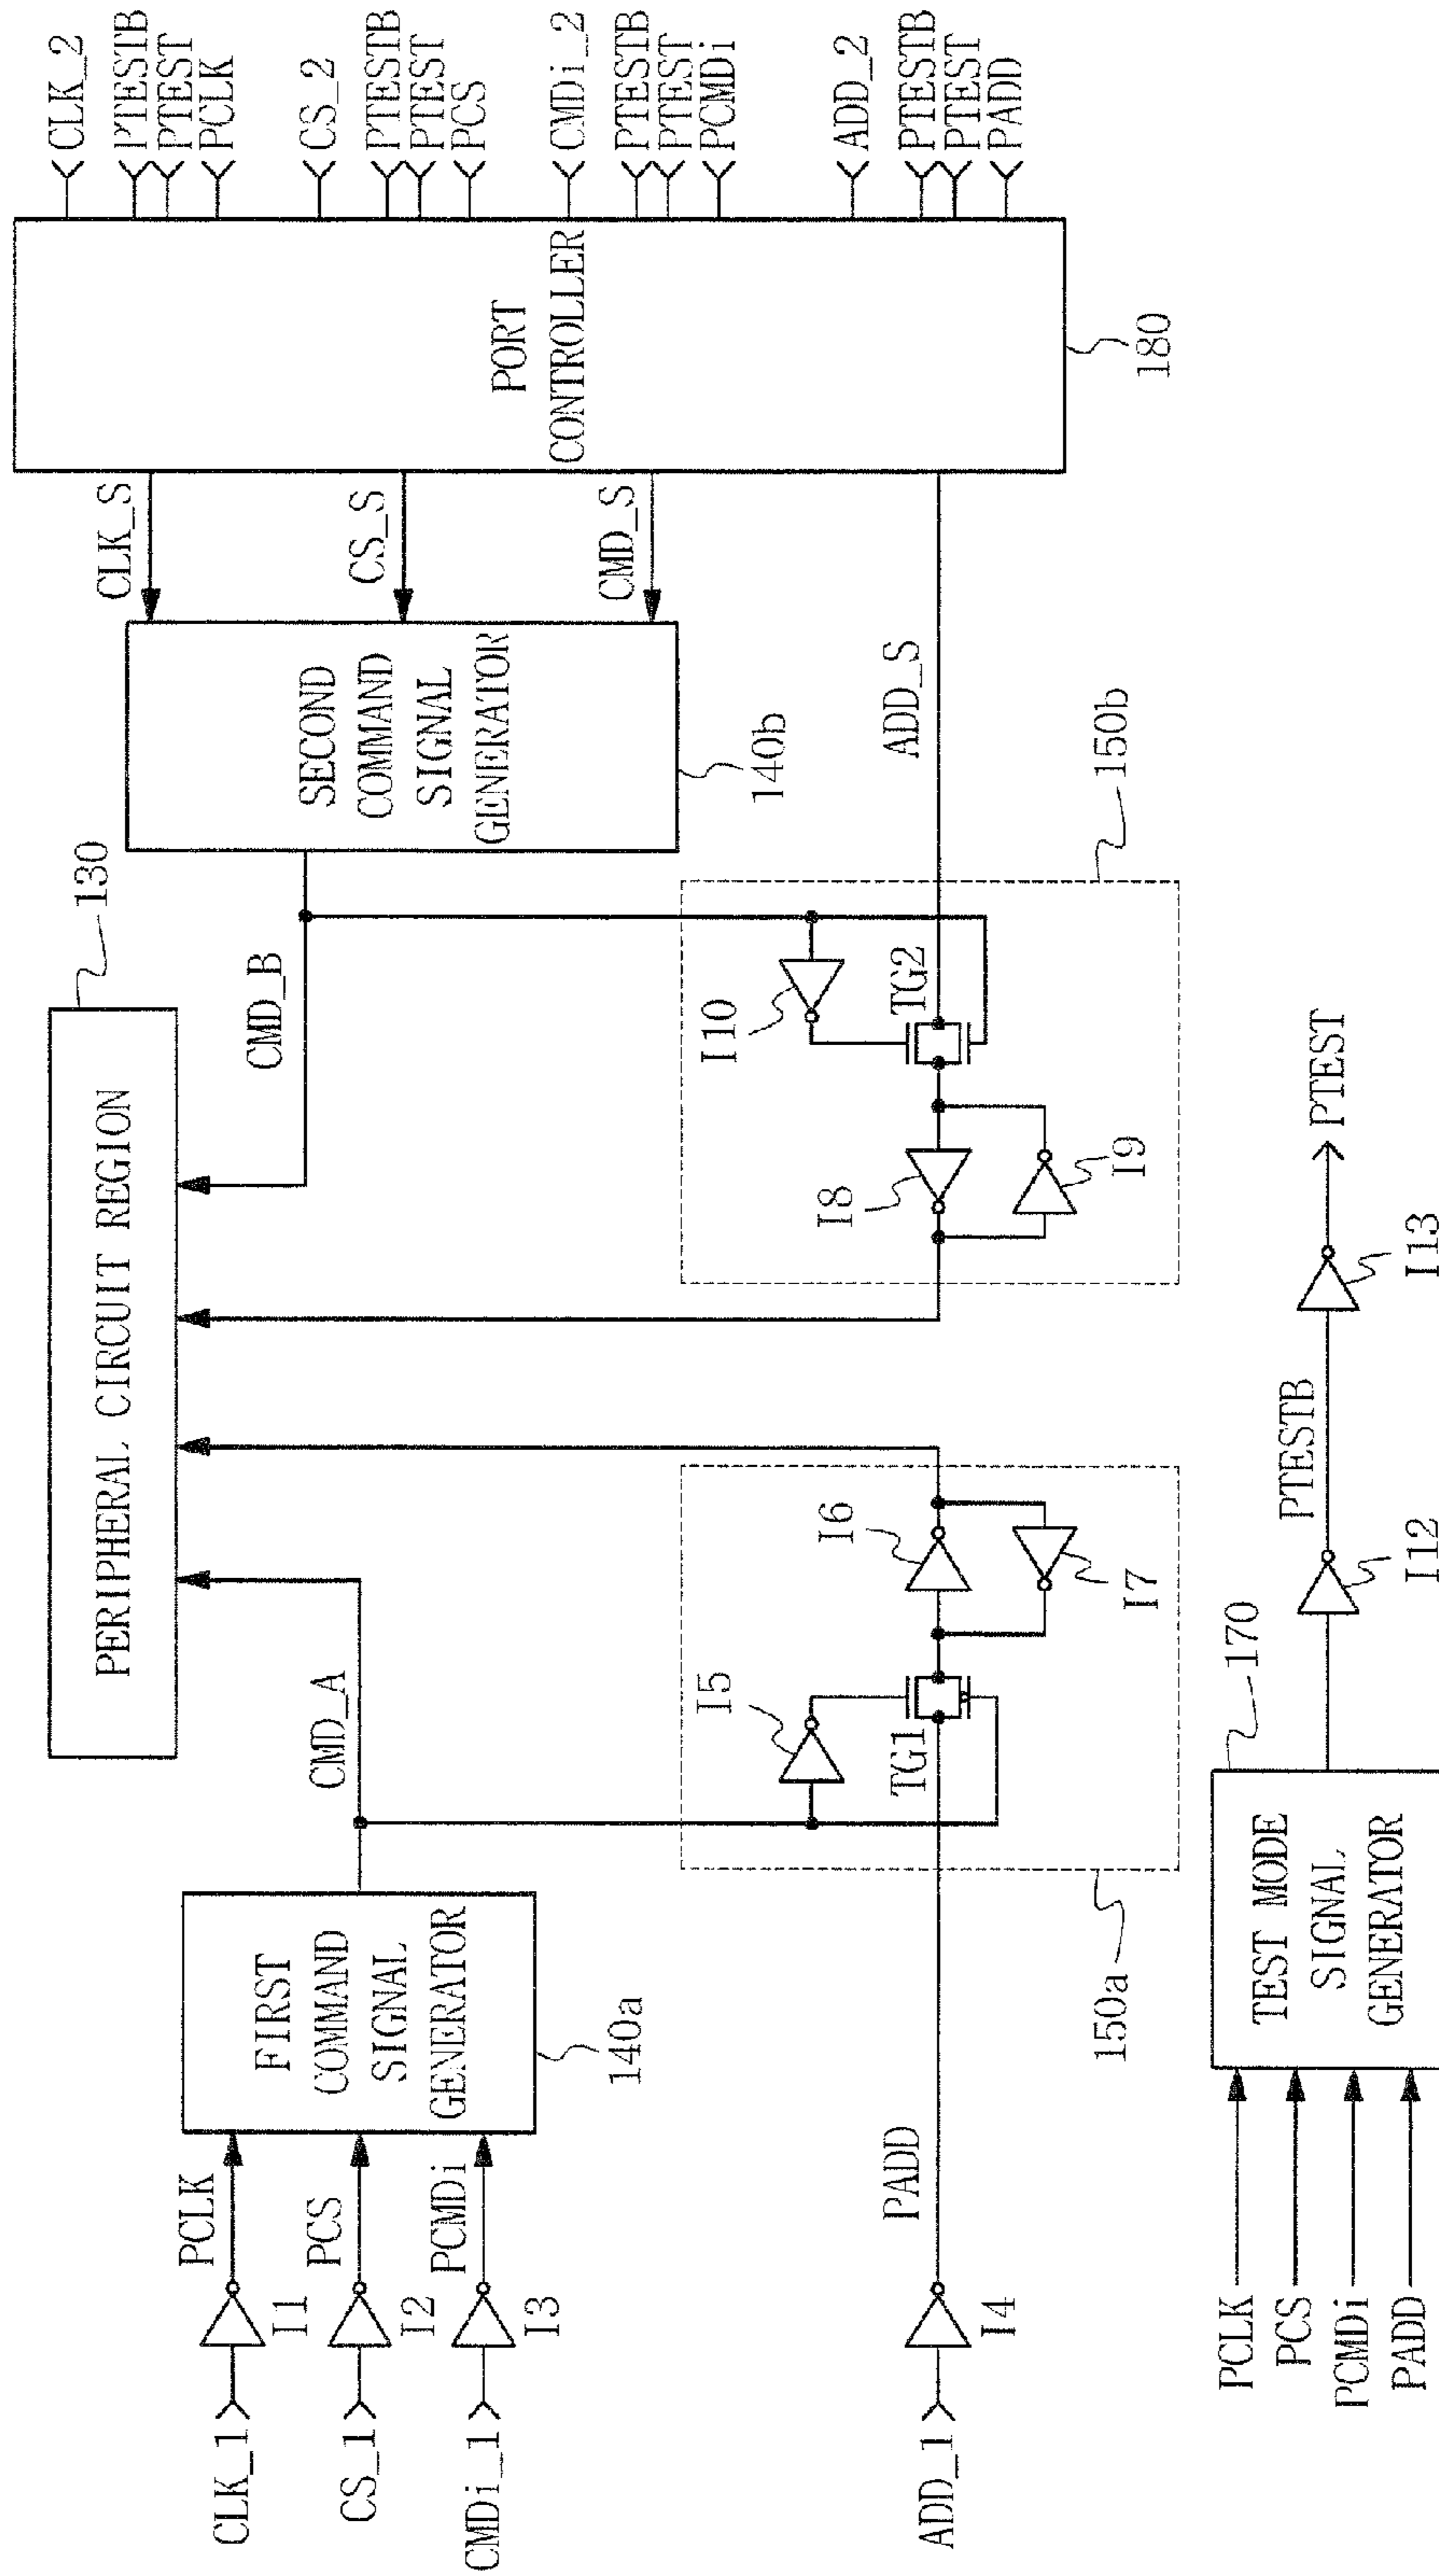 PERIPHERAL CIRCUIT REGION
130
CLK_1
PCLK
I1
CS_1
PCS
I2
CMDi_1
PCMDi
I3
FIRST
COMMAND
SIGNAL
GENERATOR
140a
CMD_A
ADD_1
I4
PADD
I5
TG1
I6
I7
150a
CMD_B
I10
TG2
I8
I9
150b
SECOND
COMMAND
SIGNAL
GENERATOR
140b
CLK_S
CS_S
CMD_S
ADD_S
PORT
CONTROLLER
180
CLK_2
PTESTB
PTEST
PCLK
CS_2
PTESTB
PTEST
PCS
CMDi_2
PTESTB
PTEST
PCMDi
ADD_2
PTESTB
PTEST
PADD
PCLK
PCS
PCMDi
PADD
TEST MODE
SIGNAL
GENERATOR
170
I12
PTESTB
I13
PTEST